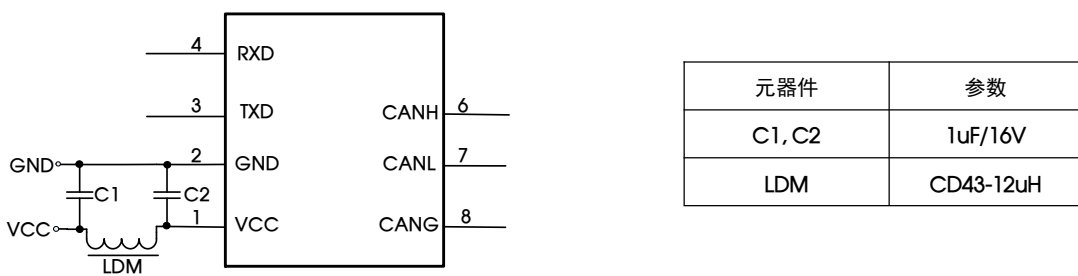 4 RXD
3 TXD
CANH 6
GND 2 GND
CANL 7
C1 C2
VCC 1 VCC
CANG 8
LDM
元器件 参数
C1, C2 1uF/16V
LDM CD43-12uH